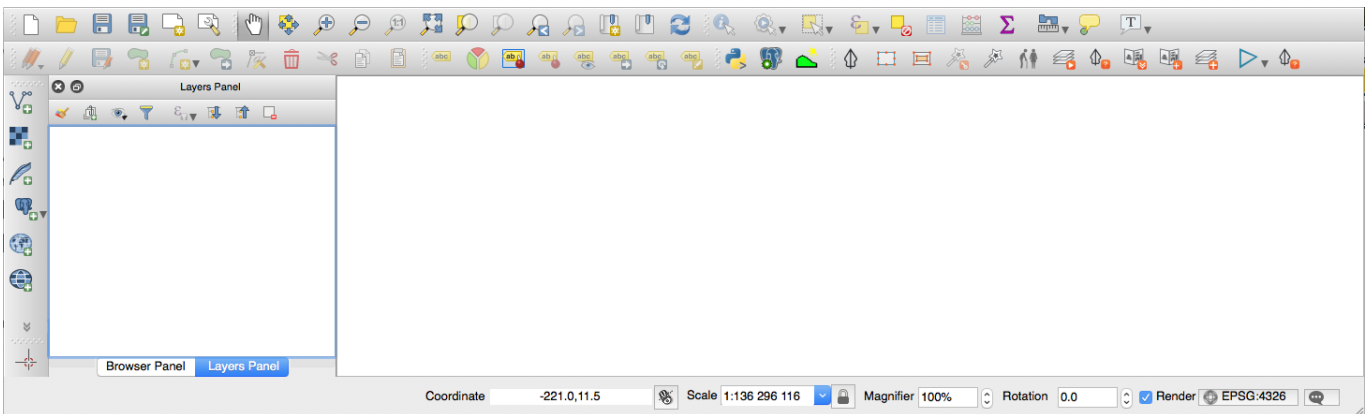 Layers Panel
Browser Panel Layers Panel
Coordinate -221.0,11.5 Scale 1:136 296 116 Magnifier 100% Rotation 0.0 Render EPSG:4326